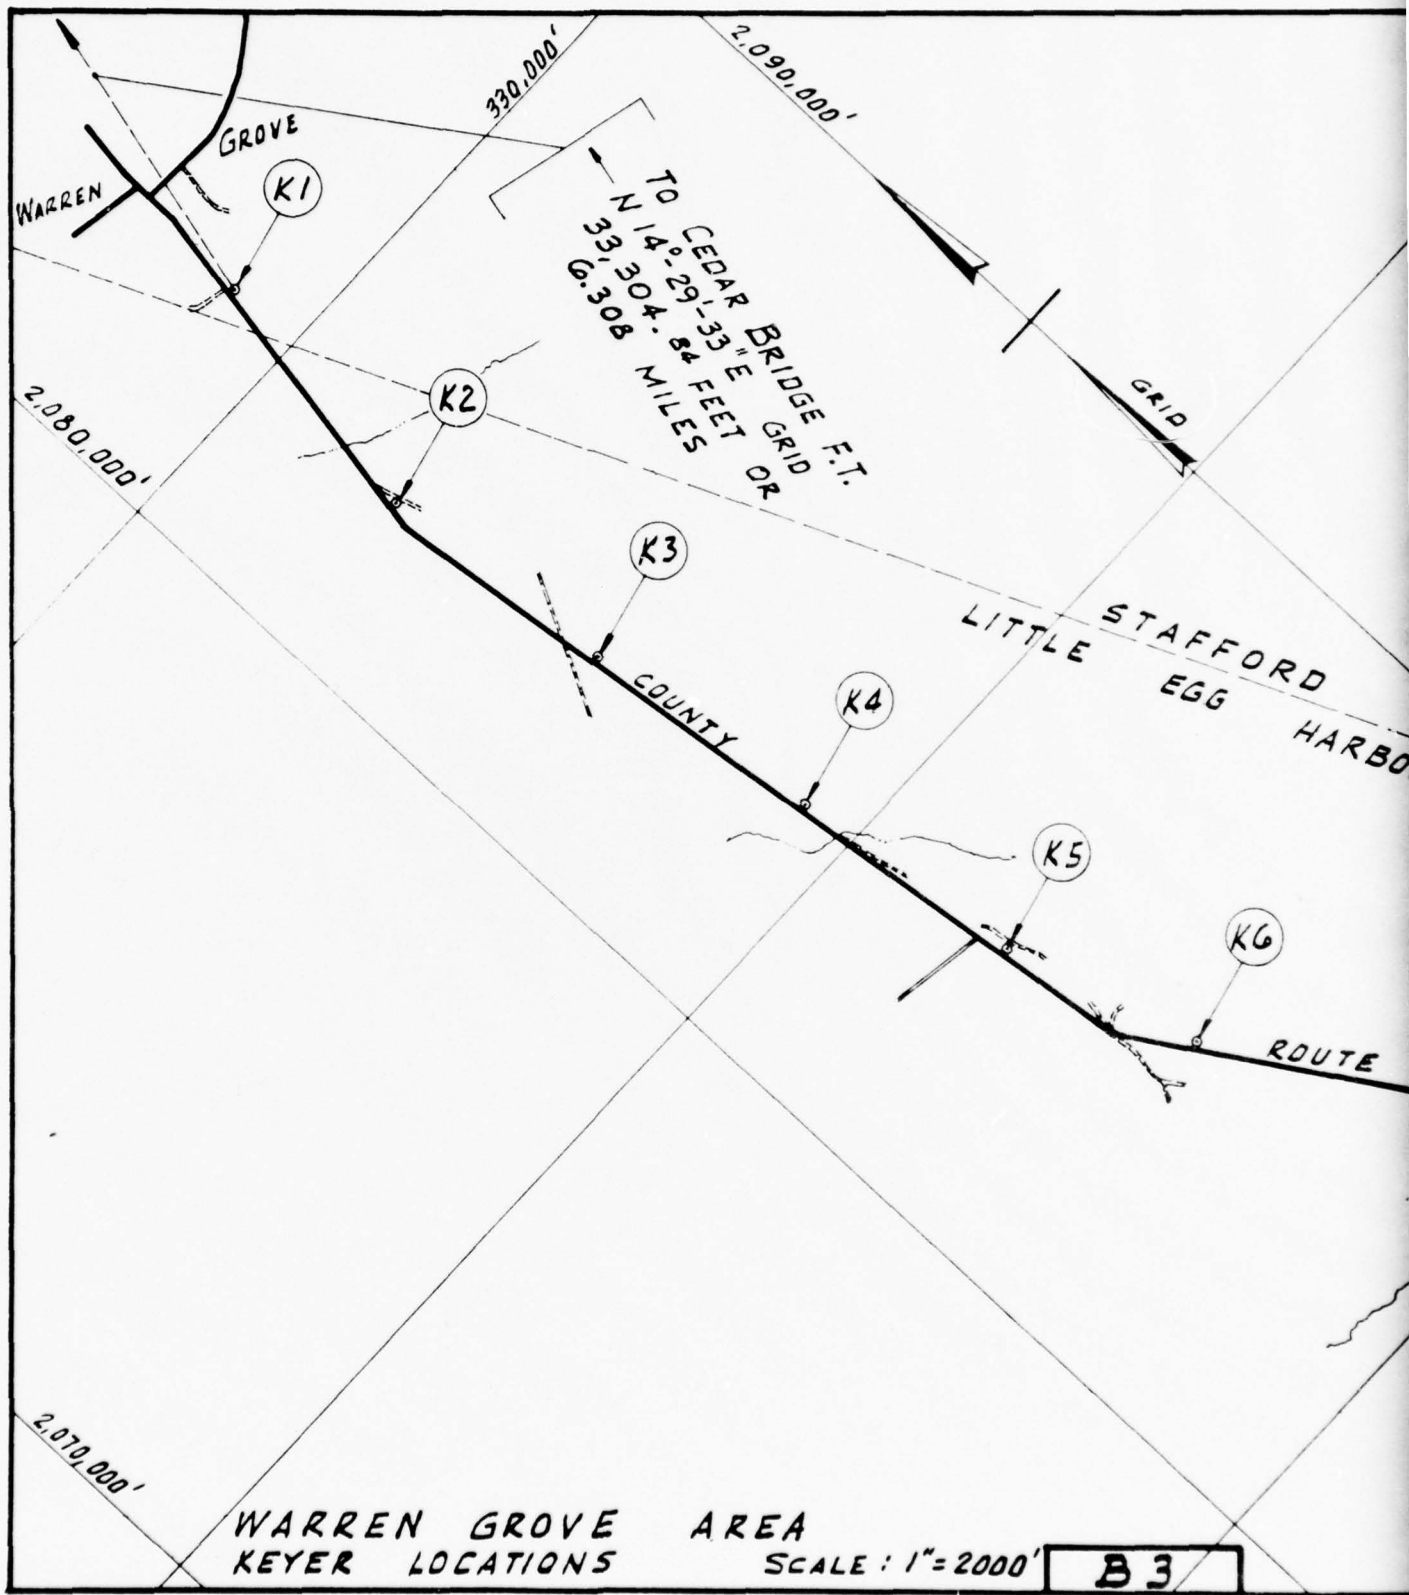 2,090,000'
330,000'
GROVE
K1
WARREN
TO CEDAR BRIDGE F.T.
N 14°-29'-33"E GRID
33,304.84 FEET OR
6.308 MILES
GRID
2,080,000'
K2
K3
STAFFORD
LITTLE EGG HARBO
COUNTY
K4
K5
K6
ROUTE
2,070,000'
WARREN GROVE AREA
KEYER LOCATIONS
SCALE: 1"=2000'
B3